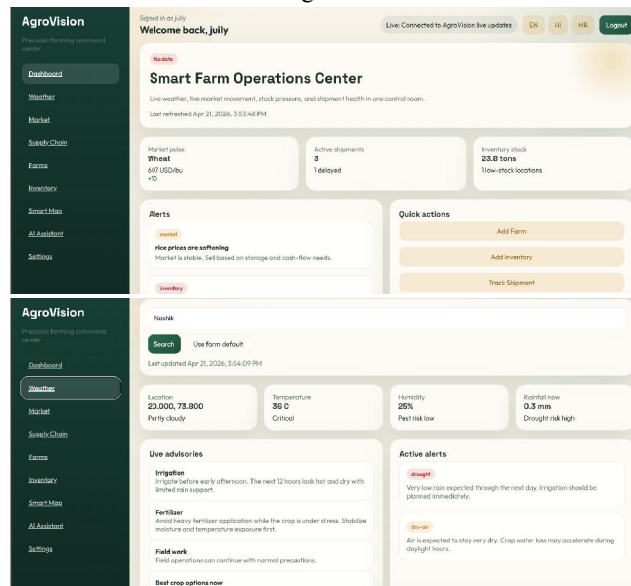 AgroVision
Precision farming command
center
Dashboard
Weather
Market
Supply Chain
Farms
Inventory
Smart Map
AI Assistant
Settings
Signed in as juily
Welcome back, juily
Live: Connected to AgroVision live updates
EN
HI
MR
Logout
No data
Smart Farm Operations Center
Live weather, live market movement, stock pressure, and shipment health in one control room.
Last refreshed Apr 21, 2026, 3:53:48 PM
Market pulse
Wheat
697 USD/bu
+10
Active shipments
3
1 delayed
Inventory stock
23.8 tons
1 low-stock locations
Alerts
market
rice prices are softening
Market is stable. Sell based on storage and cash-flow needs.
inventory
Quick actions
Add Farm
Add Inventory
Track Shipment
AgroVision
Precision farming command
center
Dashboard
Weather
Market
Supply Chain
Farms
Inventory
Smart Map
AI Assistant
Settings
Nashik
Search
Use farm default
Last updated Apr 21, 2026, 3:54:09 PM
Location
20.000, 73.800
Partly cloudy
Temperature
36 C
Critical
Humidity
25%
Pest risk low
Rainfall now
0.3 mm
Drought risk high
Live advisories
Irrigation
Irrigate before early afternoon. The next 12 hours look hot and dry with
limited rain support.
Fertilizer
Avoid heavy fertilizer application while the crop is under stress. Stabilize
moisture and temperature exposure first.
Field work
Field operations can continue with normal precautions.
Best crop options now
Active alerts
drought
Very low rain expected through the next day. Irrigation should be
planned immediately.
dry-air
Air is expected to stay very dry. Crop water loss may accelerate during
daylight hours.